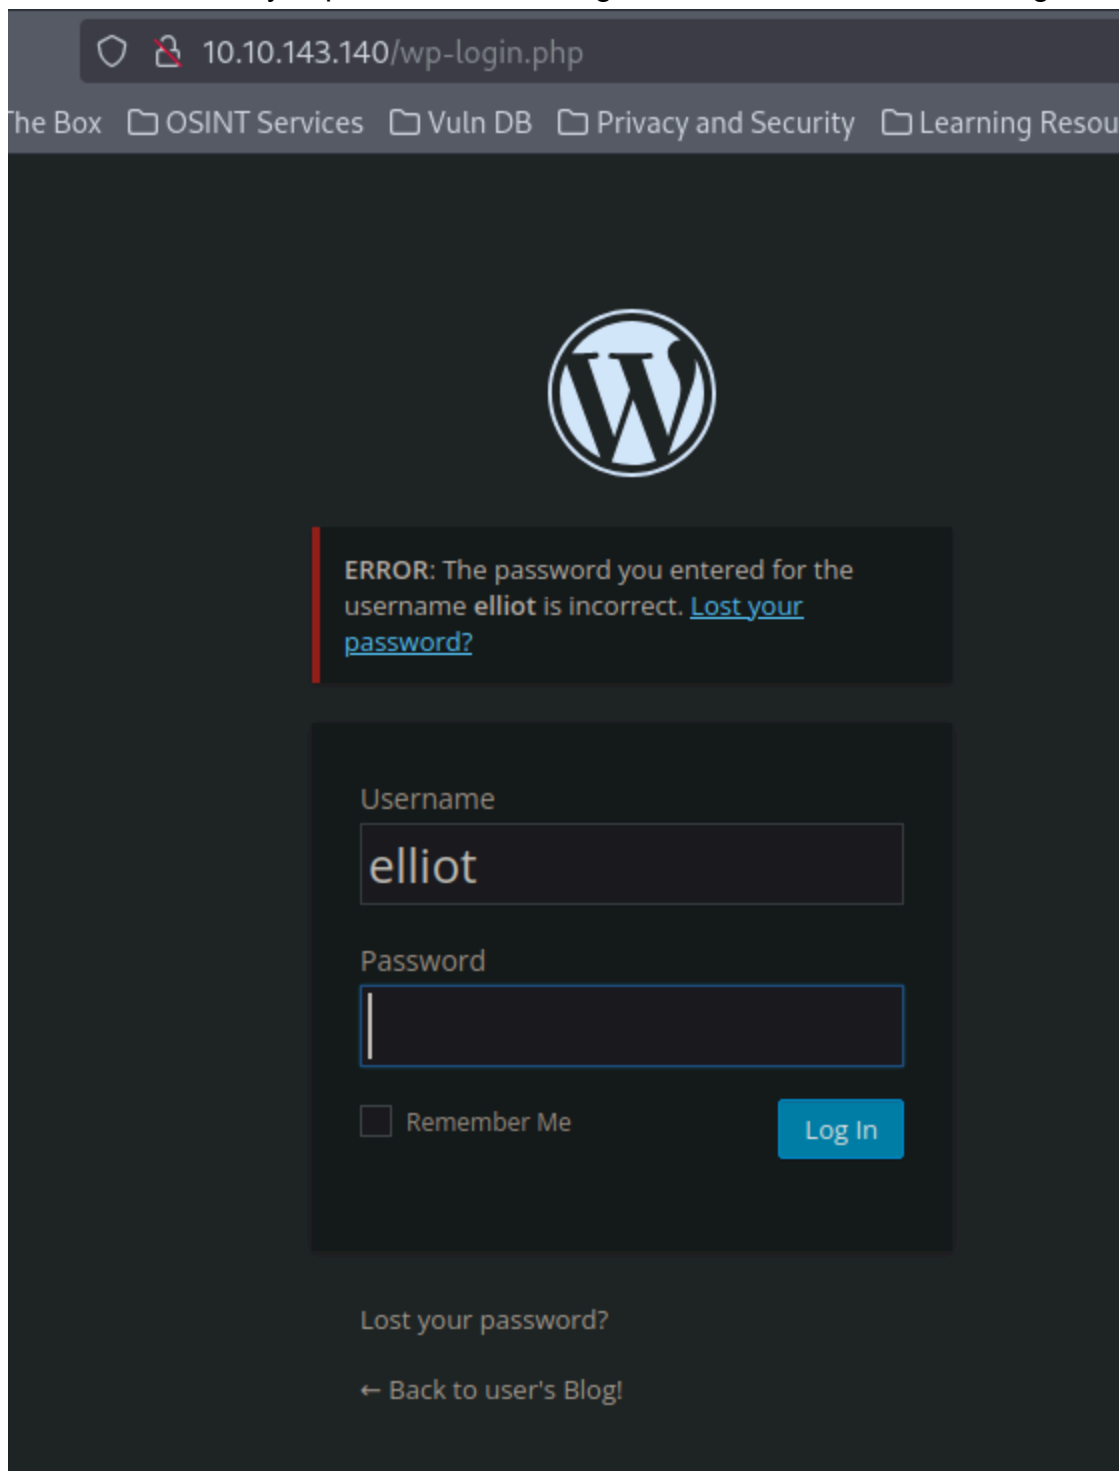 10.10.143.140/wp-login.php
The Box OSINT Services Vuln DB Privacy and Security Learning Resou
ERROR: The password you entered for the
username elliot is incorrect. Lost your
password?
Username
elliot
Password
Remember Me
Log In
Lost your password?
← Back to user's Blog!